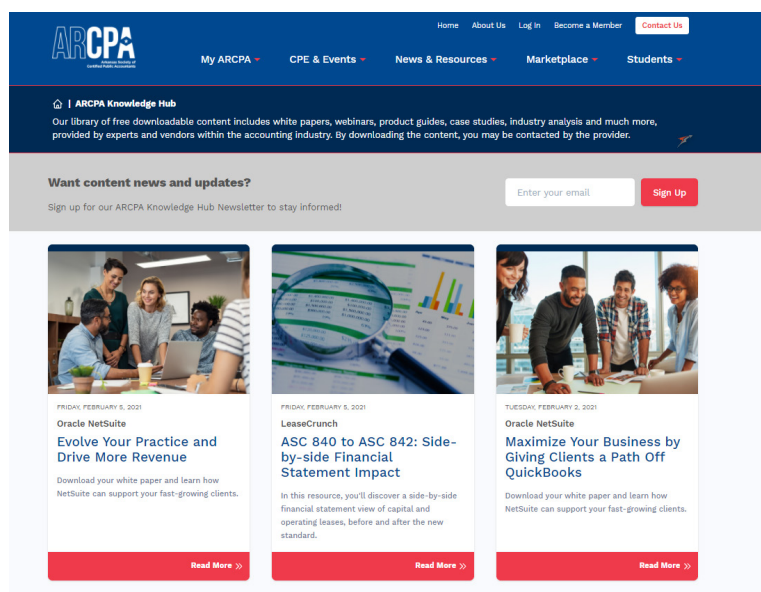 Home About Us Log In Become a Member Contact Us
ARCPA
Arkansas Society of
Certified Public Accountants
My ARCPA CPE & Events News & Resources Marketplace Students
| ARCPA Knowledge Hub
Our library of free downloadable content includes white papers, webinars, product guides, case studies, industry analysis and much more,
provided by experts and vendors within the accounting industry. By downloading the content, you may be contacted by the provider.
Want content news and updates?
Sign up for our ARCPA Knowledge Hub Newsletter to stay informed!
Enter your email
Sign Up
FRIDAY, FEBRUARY 5, 2021
Oracle NetSuite
Evolve Your Practice and
Drive More Revenue
Download your white paper and learn how
NetSuite can support your fast-growing clients.
Read More »
FRIDAY, FEBRUARY 5, 2021
LeaseCrunch
ASC 840 to ASC 842: Side-
by-side Financial
Statement Impact
In this resource, you'll discover a side-by-side
financial statement view of capital and
operating leases, before and after the new
standard.
Read More »
TUESDAY, FEBRUARY 2, 2021
Oracle NetSuite
Maximize Your Business by
Giving Clients a Path Off
QuickBooks
Download your white paper and learn how
NetSuite can support your fast-growing clients.
Read More »